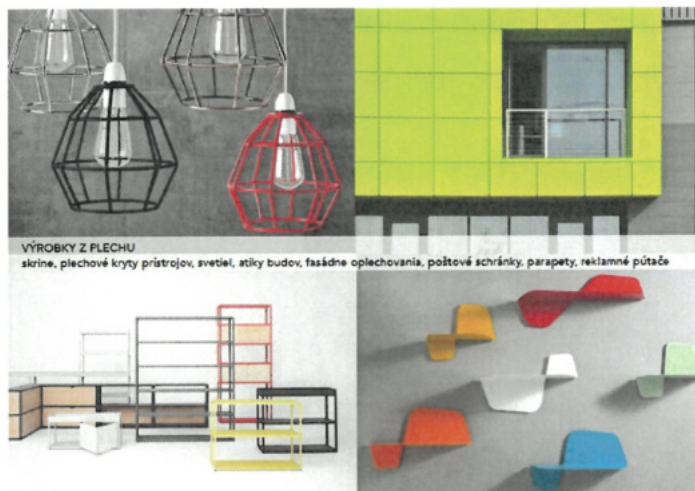 VÝROBKY Z PLECHU
skrine, plechové kryty prístrojov, svetiel, atiky budov, fasádne oplechovania, poštové schránky, parapety, reklamné pútače